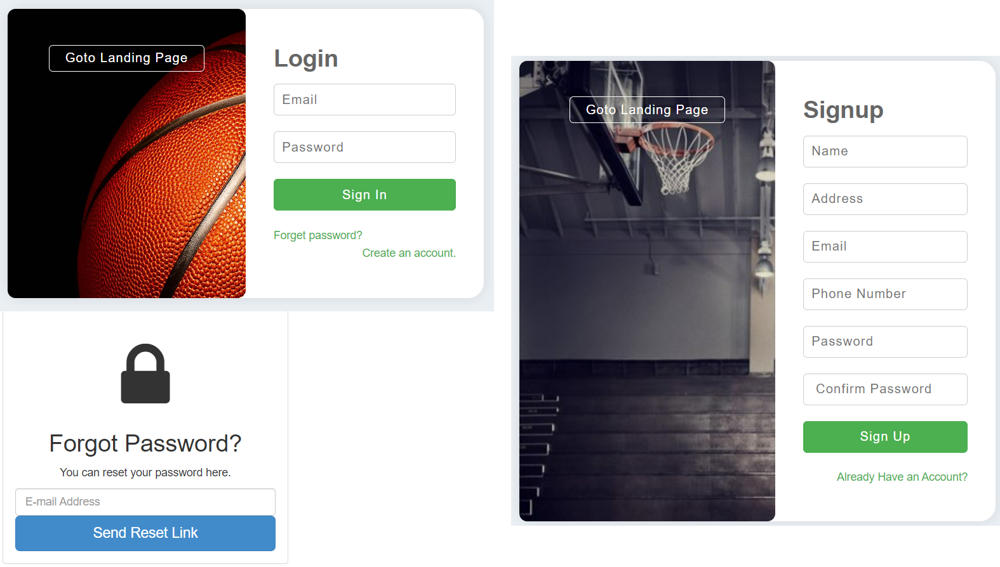 Goto Landing Page
Login
Email
Password
Sign In
Forget password?
Create an account.
Forgot Password?
You can reset your password here.
E-mail Address
Send Reset Link
Goto Landing Page
Signup
Name
Address
Email
Phone Number
Password
Confirm Password
Sign Up
Already Have an Account?